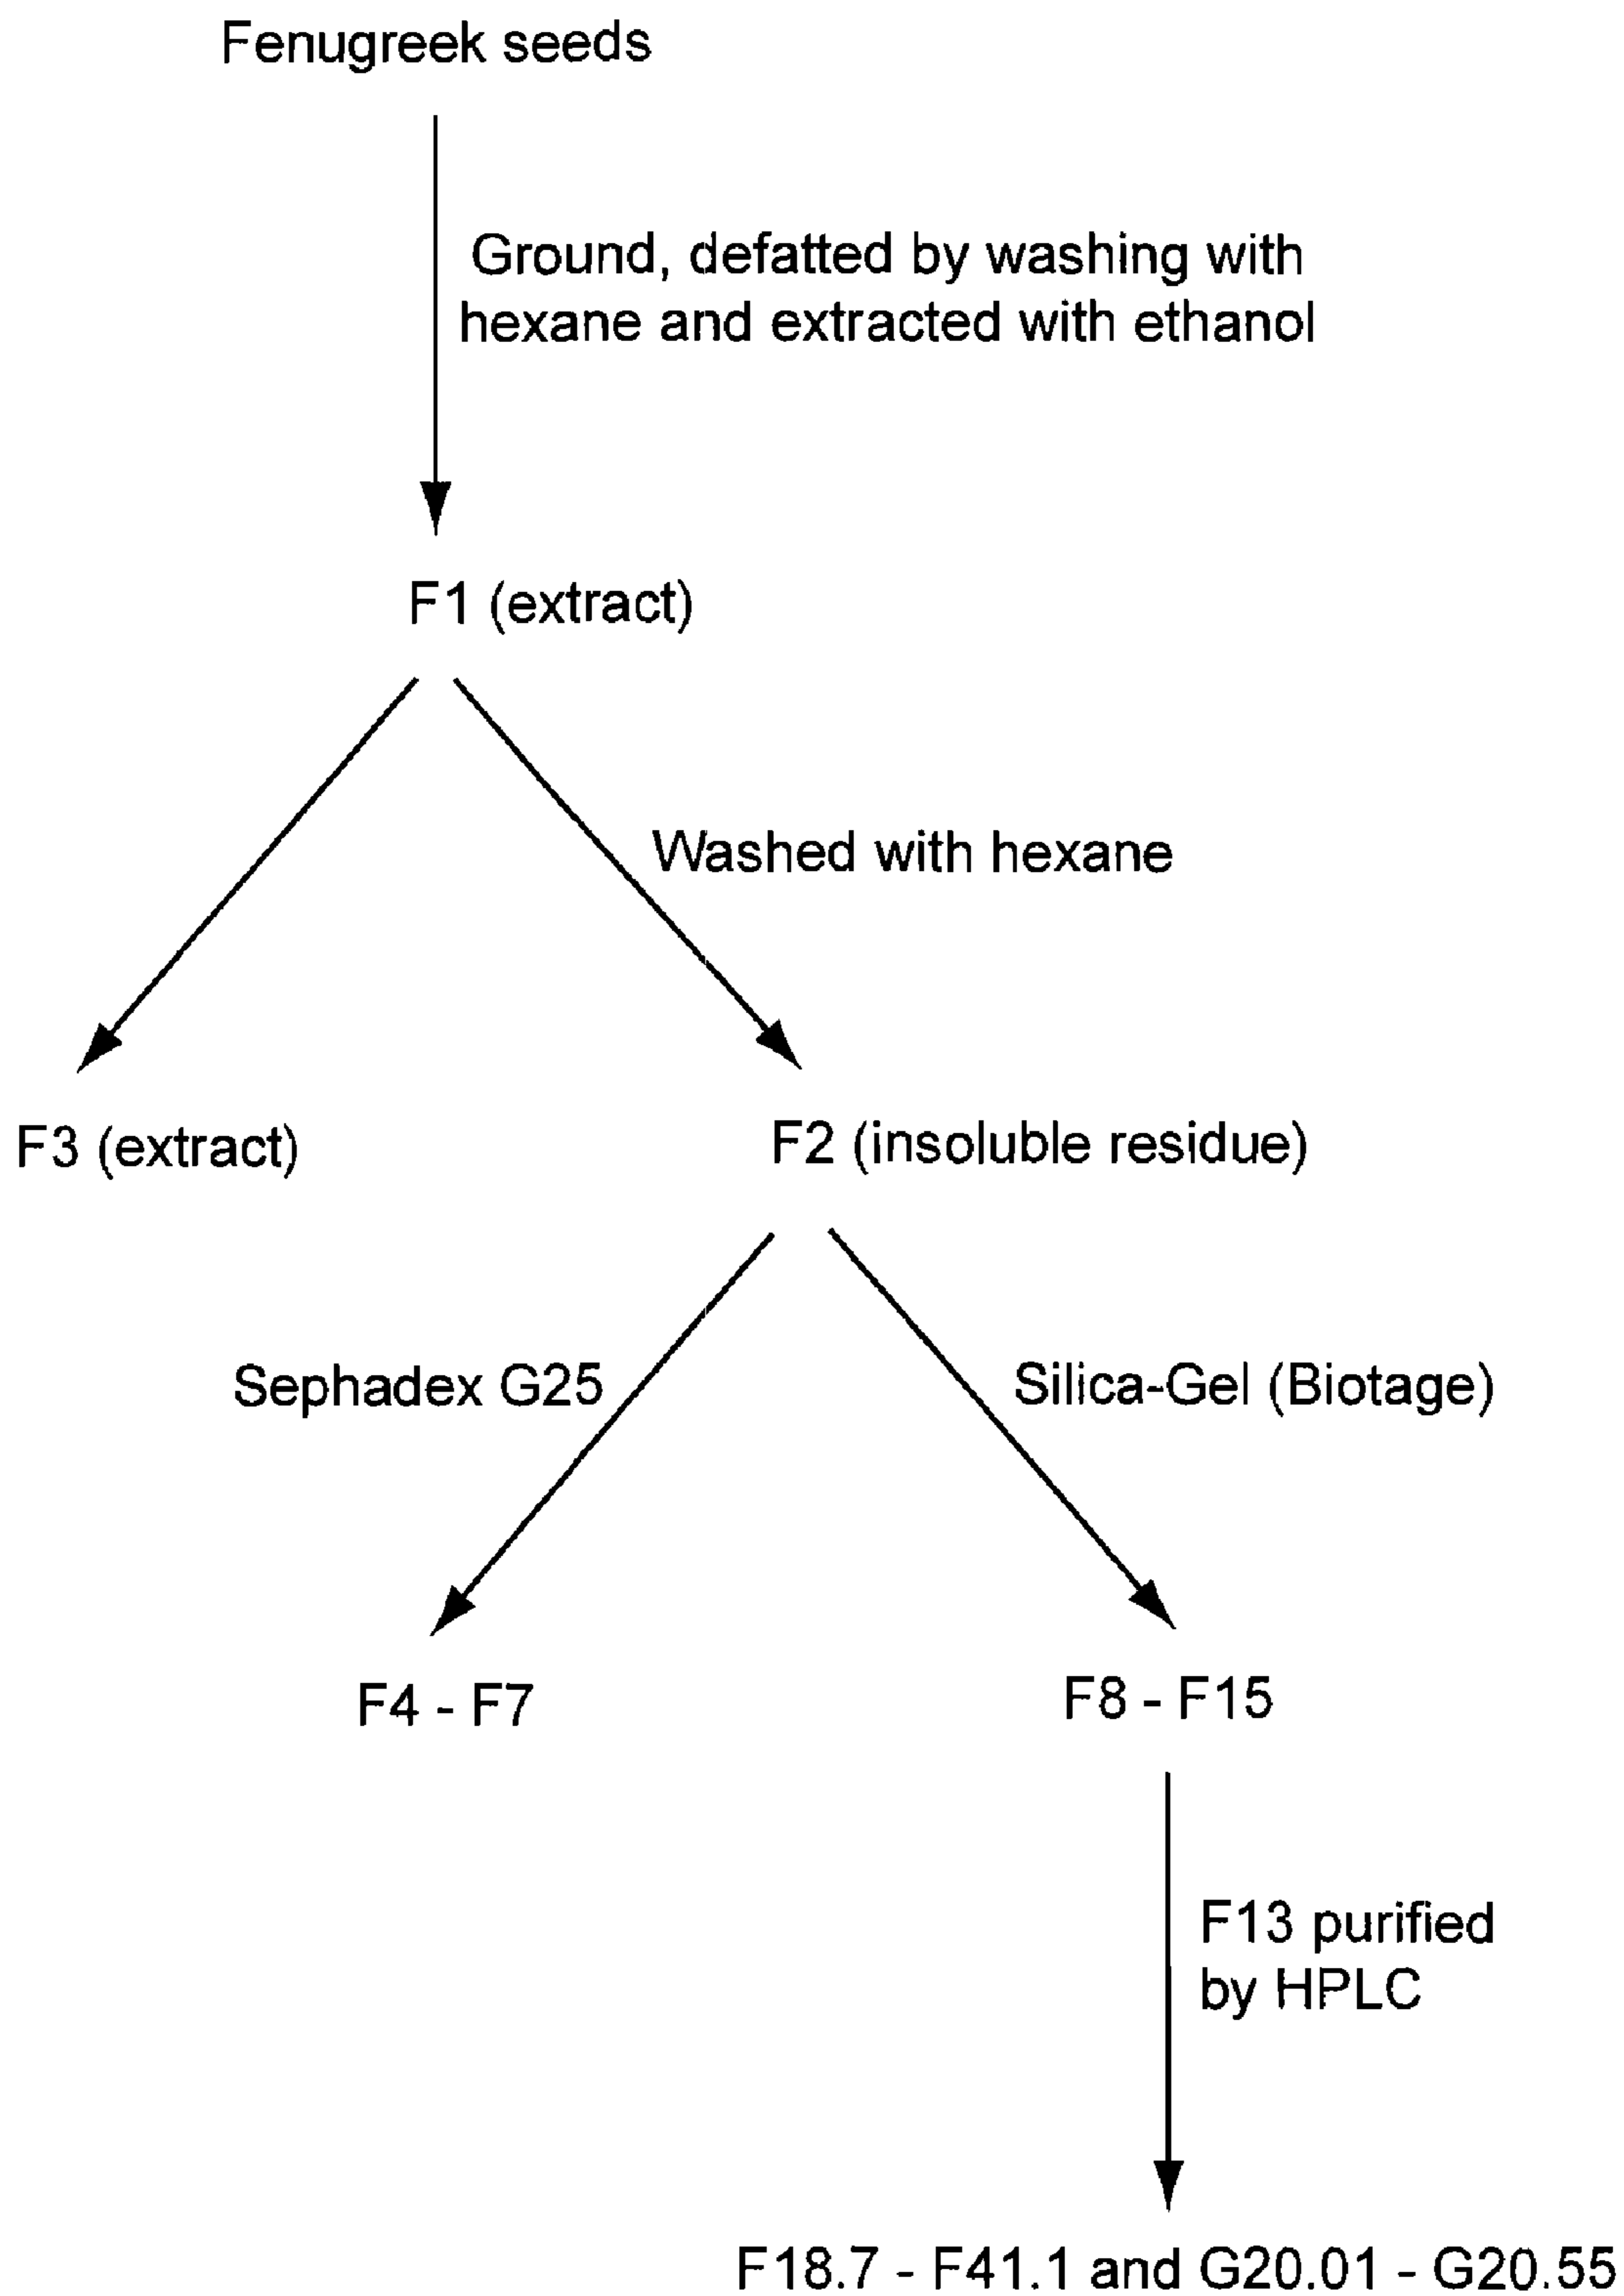 Fenugreek seeds
Ground, defatted by washing with
hexane and extracted with ethanol
F1 (extract)
Washed with hexane
F3 (extract)
F2 (insoluble residue)
Sephadex G25
Silica-Gel (Biotage)
F4 - F7
F8 - F15
F13 purified
by HPLC
F18.7 - F41.1 and G20.01 - G20.55